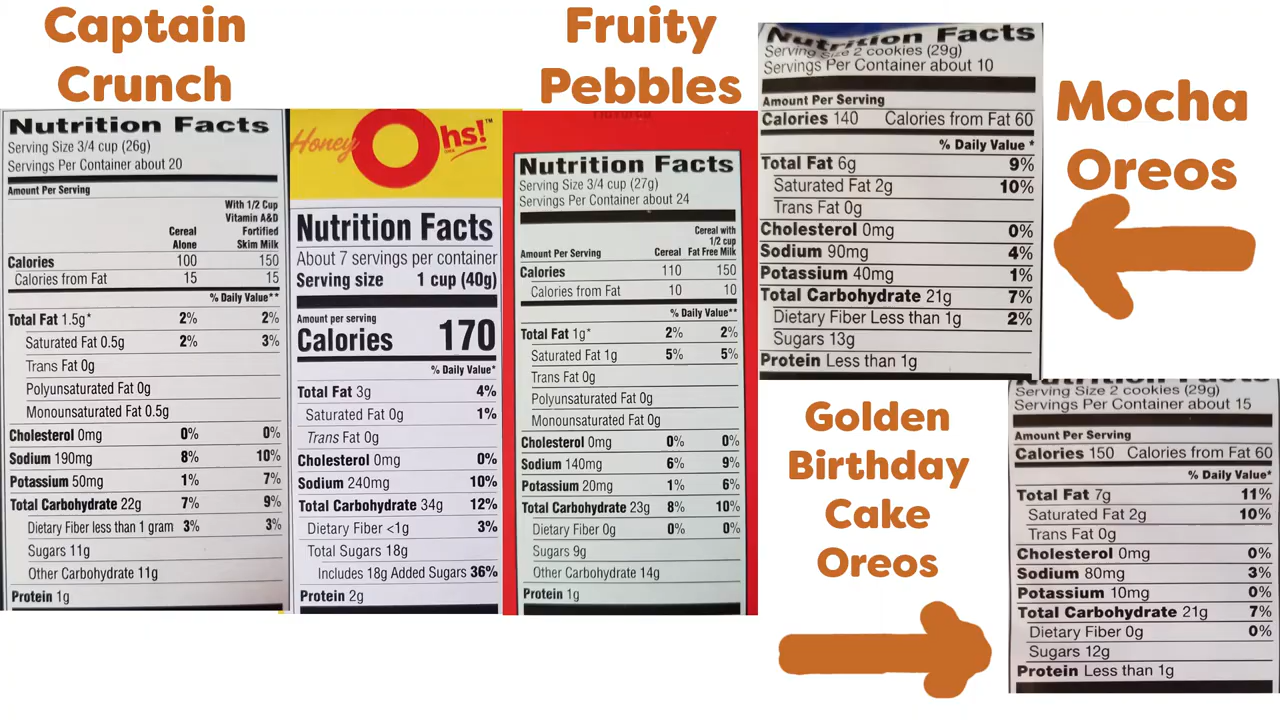 Captain
Crunch
Nutrition Facts
Serving Size 3/4 cup (26g)
Servings Per Container about 20
Amount Per Serving
With 1/2 Cup
Vitamin A&D
Cereal Fortified
Alone Skim Milk
Calories 100 150
Calories from Fat 15 15
% Daily Value**
Total Fat 1.5g* 2% 2%
Saturated Fat 0.5g 2% 3%
Trans Fat 0g
Polyunsaturated Fat 0g
Monounsaturated Fat 0.5g
Cholesterol 0mg 0% 0%
Sodium 190mg 8% 10%
Potassium 50mg 1% 7%
Total Carbohydrate 22g 7% 9%
Dietary Fiber less than 1 gram 3% 3%
Sugars 11g
Other Carbohydrate 11g
Protein 1g
Honey Ohs!™
Nutrition Facts
About 7 servings per container
Serving size 1 cup (40g)
Amount per serving
Calories 170
% Daily Value*
Total Fat 3g 4%
Saturated Fat 0g 1%
Trans Fat 0g
Cholesterol 0mg 0%
Sodium 240mg 10%
Total Carbohydrate 34g 12%
Dietary Fiber <1g 3%
Total Sugars 18g
Includes 18g Added Sugars 36%
Protein 2g
Fruity
Pebbles
Nutrition Facts
Serving Size 3/4 cup (27g)
Servings Per Container about 24
Cereal with
1/2 cup
Amount Per Serving Cereal Fat Free Milk
Calories 110 150
Calories from Fat 10 10
% Daily Value**
Total Fat 1g* 2% 2%
Saturated Fat 1g 5% 5%
Trans Fat 0g
Polyunsaturated Fat 0g
Monounsaturated Fat 0g
Cholesterol 0mg 0% 0%
Sodium 140mg 6% 9%
Potassium 20mg 1% 6%
Total Carbohydrate 23g 8% 10%
Dietary Fiber 0g 0% 0%
Sugars 9g
Other Carbohydrate 14g
Protein 1g
Nutrition Facts
Serving Size 2 cookies (29g)
Servings Per Container about 10
Amount Per Serving
Calories 140 Calories from Fat 60
% Daily Value *
Total Fat 6g 9%
Saturated Fat 2g 10%
Trans Fat 0g
Cholesterol 0mg 0%
Sodium 90mg 4%
Potassium 40mg 1%
Total Carbohydrate 21g 7%
Dietary Fiber Less than 1g 2%
Sugars 13g
Protein Less than 1g
Mocha
Oreos
Golden
Birthday
Cake
Oreos
Nutrition Facts
Serving Size 2 cookies (29g)
Servings Per Container about 15
Amount Per Serving
Calories 150 Calories from Fat 60
% Daily Value*
Total Fat 7g 11%
Saturated Fat 2g 10%
Trans Fat 0g
Cholesterol 0mg 0%
Sodium 80mg 3%
Potassium 10mg 0%
Total Carbohydrate 21g 7%
Dietary Fiber 0g 0%
Sugars 12g
Protein Less than 1g